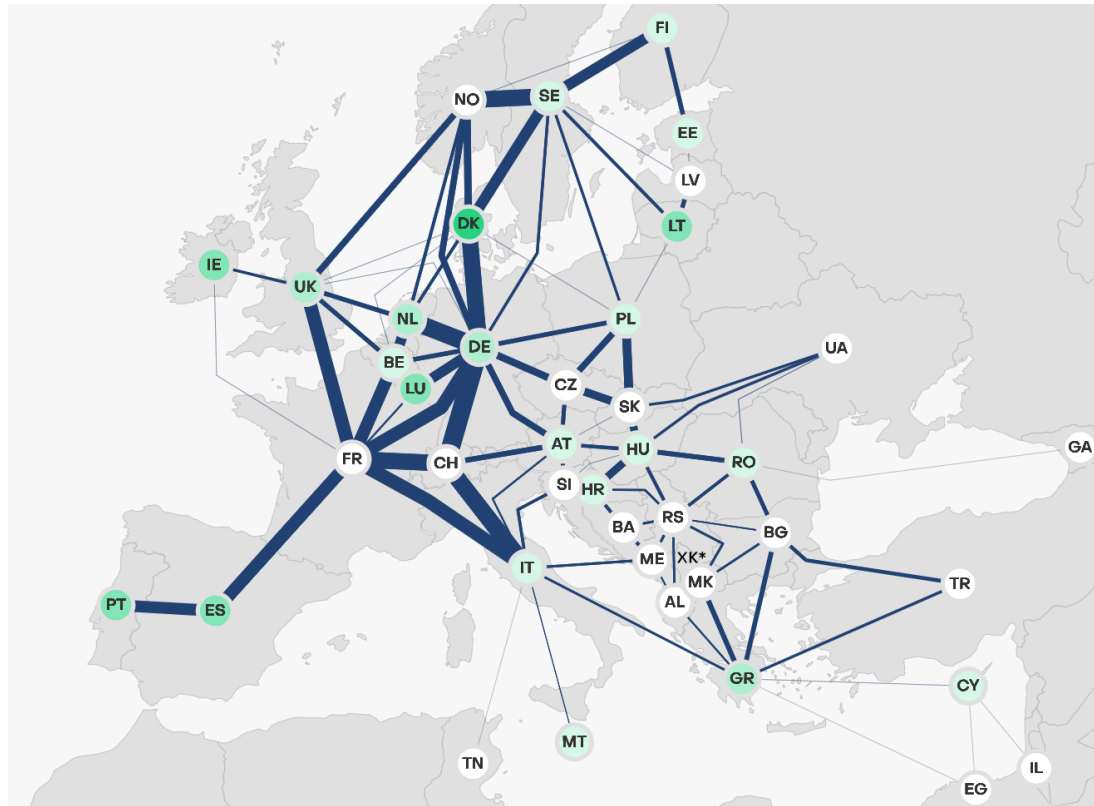 FI
NO
SE
EE
LV
DK
LT
IE
UK
NL
PL
DE
UA
BE
LU
CZ
SK
GA
AT
HU
FR
CH
RO
SI
HR
RS
BA
BG
ME
XK*
IT
MK
TR
AL
PT
ES
GR
CY
MT
TN
IL
EG